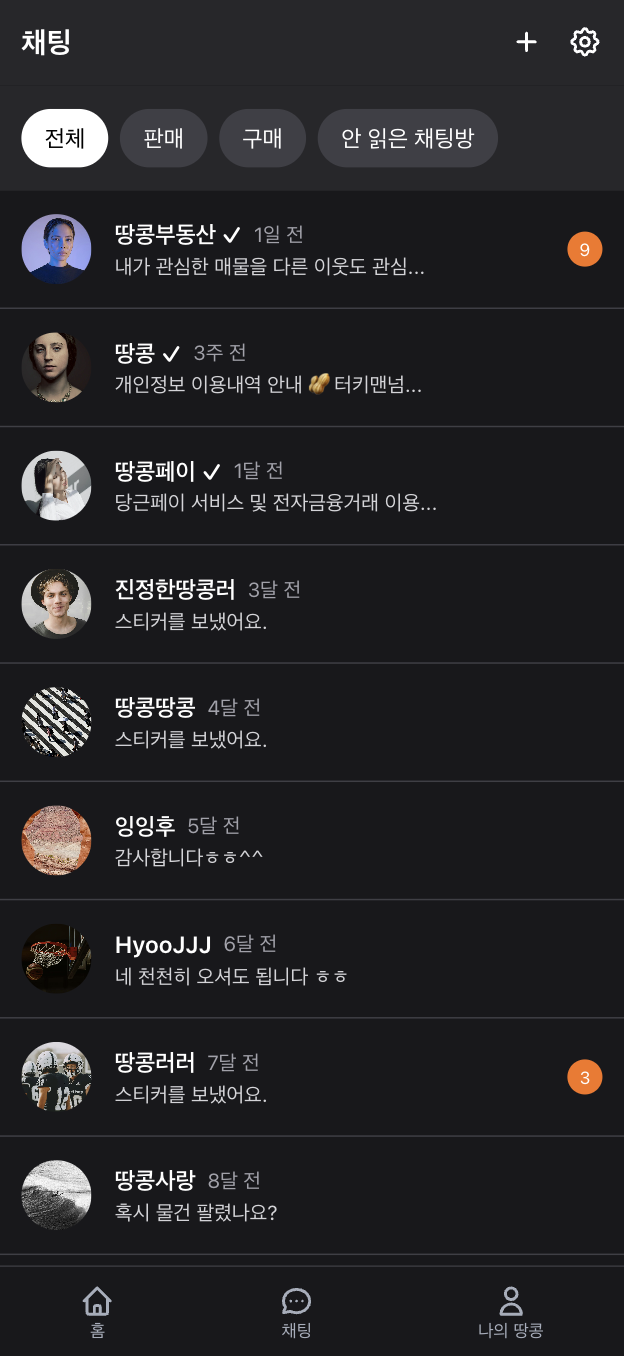 채팅
전체 판매 구매 안 읽은 채팅방
땅콩부동산 1일 전
내가 관심한 매물을 다른 이웃도 관심...
9
땅콩 3주 전
개인정보 이용내역 안내 🥜 터키맨넘...
땅콩페이 1달 전
당근페이 서비스 및 전자금융거래 이용...
진정한땅콩러 3달 전
스티커를 보냈어요.
땅콩땅콩 4달 전
스티커를 보냈어요.
잉잉후 5달 전
감사합니다ㅎㅎ^^
HyooJJJ 6달 전
네 천천히 오셔도 됩니다 ㅎㅎ
땅콩러러 7달 전
스티커를 보냈어요.
3
땅콩사랑 8달 전
혹시 물건 팔렸나요?
홈 채팅 나의 땅콩